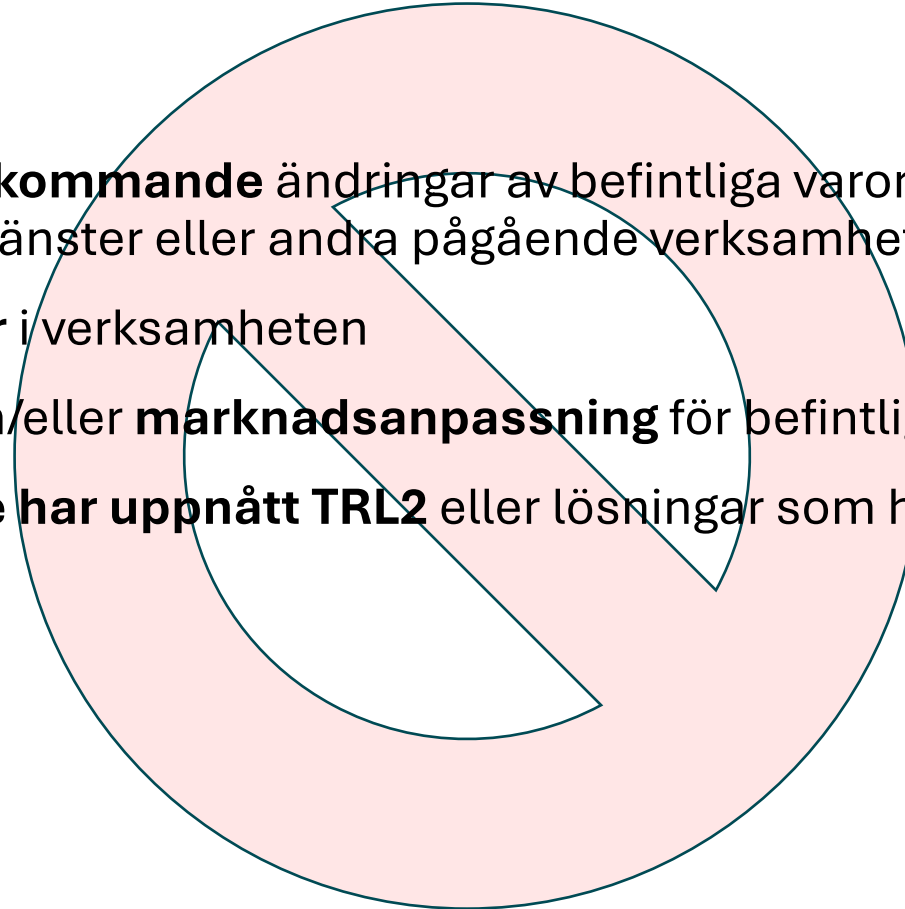 kommande ändringar av befintliga varor
änster eller andra pågående verksamhet
r i verksamheten
/eller marknadsanpassning för befintli
e har uppnått TRL2 eller lösningar som h